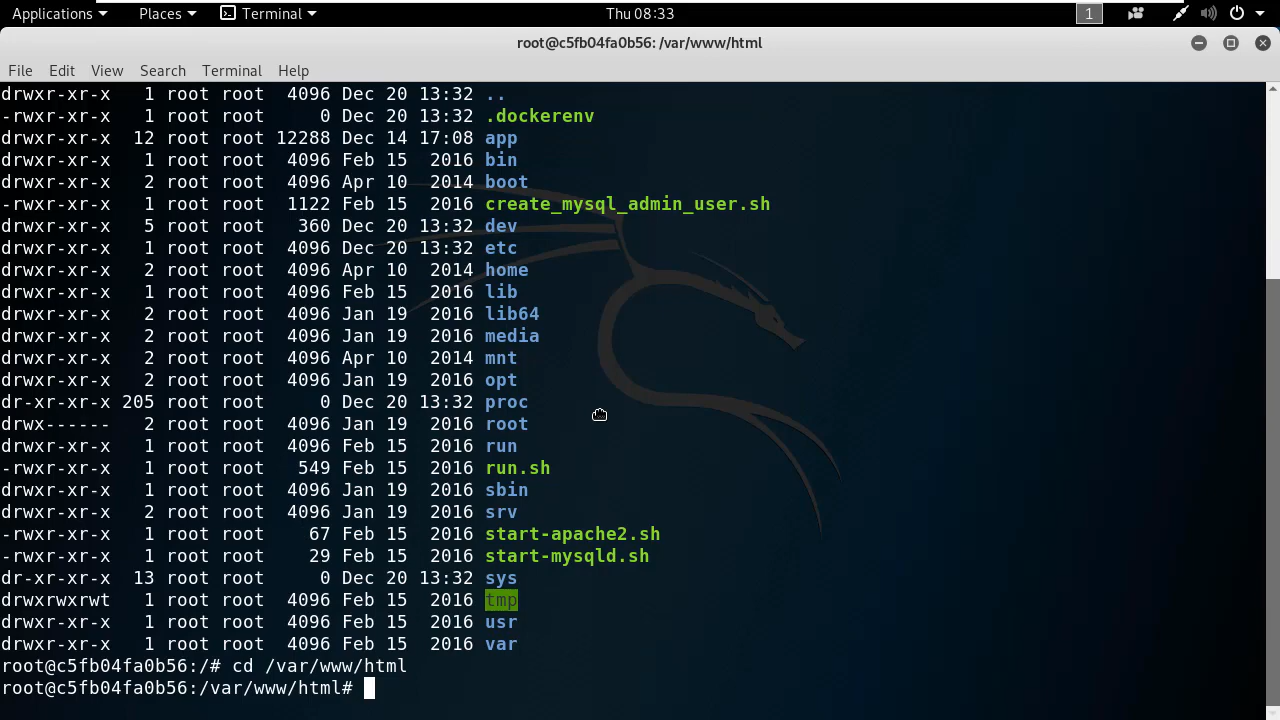 Applications Places Terminal Thu 08:33 1
root@c5fb04fa0b56: /var/www/html
File Edit View Search Terminal Help
drwxr-xr-x   1 root root  4096 Dec 20 13:32 ..
-rwxr-xr-x   1 root root     0 Dec 20 13:32 .dockerenv
drwxr-xr-x  12 root root 12288 Dec 14 17:08 app
drwxr-xr-x   1 root root  4096 Feb 15  2016 bin
drwxr-xr-x   2 root root  4096 Apr 10  2014 boot
-rwxr-xr-x   1 root root  1122 Feb 15  2016 create_mysql_admin_user.sh
drwxr-xr-x   5 root root   360 Dec 20 13:32 dev
drwxr-xr-x   1 root root  4096 Dec 20 13:32 etc
drwxr-xr-x   2 root root  4096 Apr 10  2014 home
drwxr-xr-x   1 root root  4096 Feb 15  2016 lib
drwxr-xr-x   2 root root  4096 Jan 19  2016 lib64
drwxr-xr-x   2 root root  4096 Jan 19  2016 media
drwxr-xr-x   2 root root  4096 Apr 10  2014 mnt
drwxr-xr-x   2 root root  4096 Jan 19  2016 opt
dr-xr-xr-x 205 root root     0 Dec 20 13:32 proc
drwx------   2 root root  4096 Jan 19  2016 root
drwxr-xr-x   1 root root  4096 Feb 15  2016 run
-rwxr-xr-x   1 root root   549 Feb 15  2016 run.sh
drwxr-xr-x   1 root root  4096 Jan 19  2016 sbin
drwxr-xr-x   2 root root  4096 Jan 19  2016 srv
-rwxr-xr-x   1 root root    67 Feb 15  2016 start-apache2.sh
-rwxr-xr-x   1 root root    29 Feb 15  2016 start-mysqld.sh
dr-xr-xr-x  13 root root     0 Dec 20 13:32 sys
drwxrwxrwt   1 root root  4096 Feb 15  2016 tmp
drwxr-xr-x   1 root root  4096 Feb 15  2016 usr
drwxr-xr-x   1 root root  4096 Feb 15  2016 var
root@c5fb04fa0b56:/# cd /var/www/html
root@c5fb04fa0b56:/var/www/html#